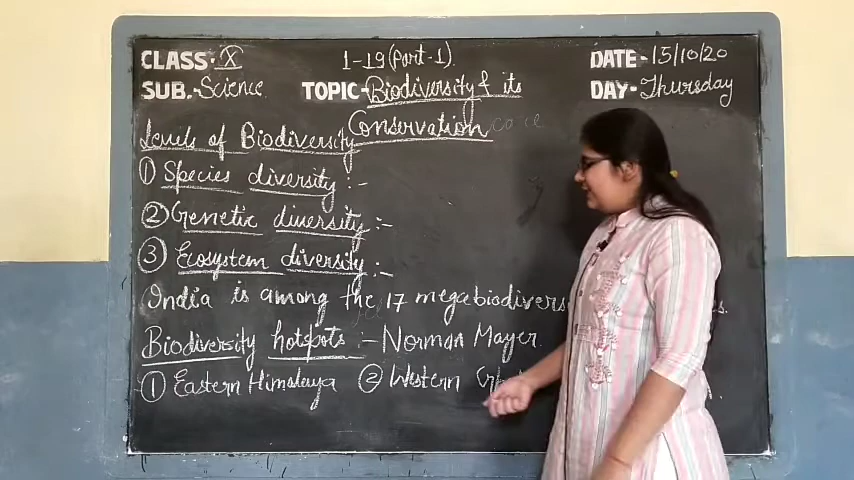 CLASS- X 1-19 (Part-1). DATE- 15/10/20
SUB.- Science. TOPIC- Biodiversity & its DAY- Thursday
Conservation
Levels of Biodiversity
① Species diversity :-
② Genetic diversity :-
③ Ecosystem diversity :-
India is among the 17 megabiodivers
Biodiversity hotspots :- Norman Mayer.
① Eastern Himalaya ② Western